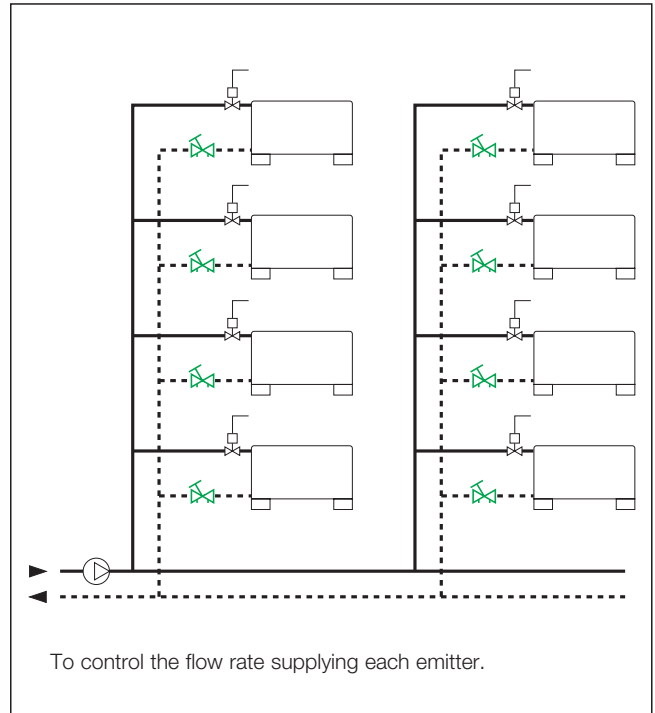 To control the flow rate supplying each emitter.